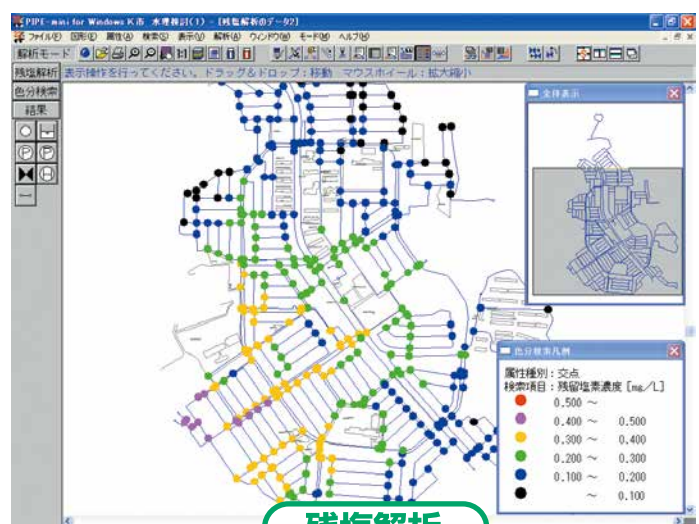 PIPE-mini for Windows K市 水理検討(1) - [残塩解析のデータ2]
ファイル(F) 図形(E) 属性(A) 検索(S) 表示(V) 解析(A) ウィンドウ(W) モード(M) ヘルプ(H)
解析モード
残塩解析 表示操作を行ってください。ドラッグ&ドロップ:移動 マウスホイール:拡大縮小
色分検索
結果
全体表示
色分検索凡例
属性種別:交点
検索項目:残留塩素濃度 [mg/L]
0.500 ~
0.400 ~ 0.500
0.300 ~ 0.400
0.200 ~ 0.300
0.100 ~ 0.200
~ 0.100
残塩解析